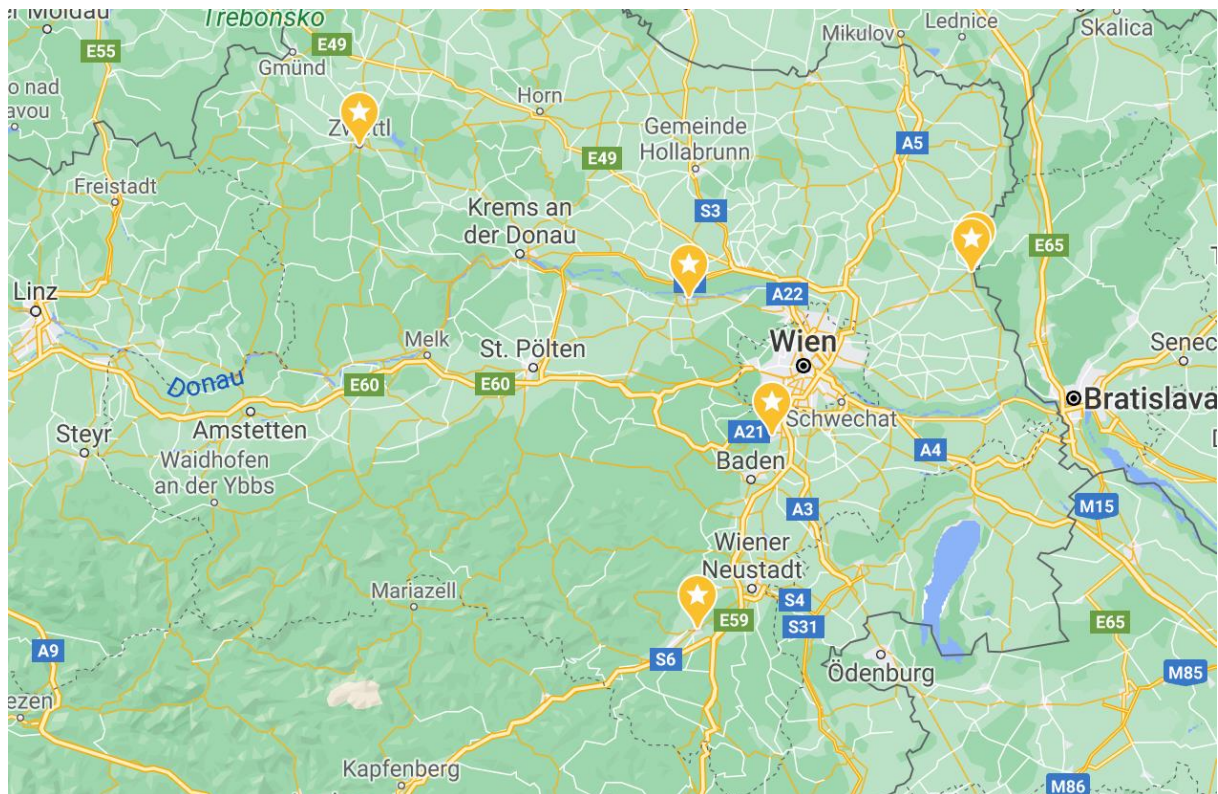 er Moldau
Třeboňsko
E49
Lednice
Skalica
Mikulov
E55
Gmünd
o nad
avou
Horn
Zwettl
Gemeinde
Hollabrunn
A5
E49
Freistadt
S3
Krems an
der Donau
E65
Linz
A22
Wien
Melk
St. Pölten
Senec
Donau
E60
E60
Bratislava
Schwechat
Steyr
Amstetten
A21
A4
Waidhofen
an der Ybbs
Baden
M15
A3
Wiener
Neustadt
Mariazell
S4
E59
E65
S31
A9
S6
Ödenburg
M85
ezen
Kapfenberg
M86